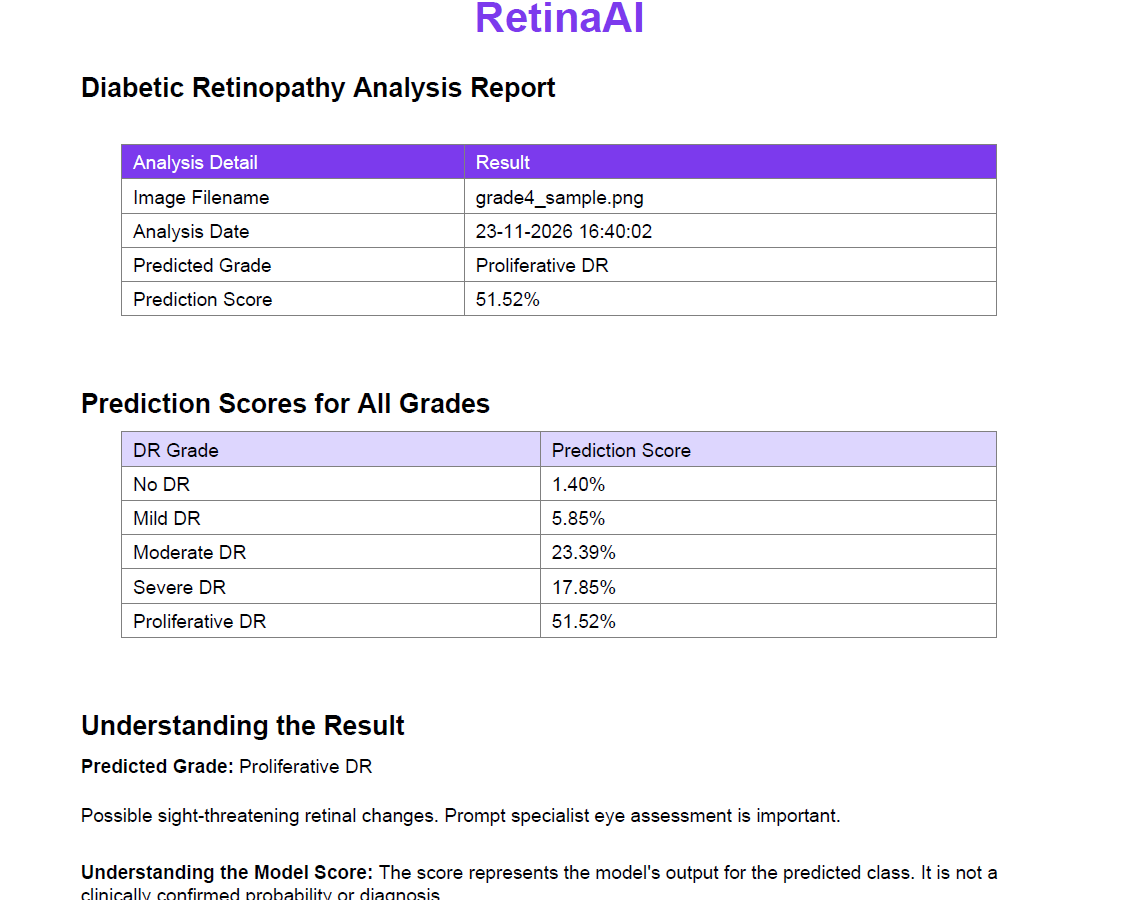 RetinaAI
Diabetic Retinopathy Analysis Report
Analysis Detail Result
Image Filename grade4_sample.png
Analysis Date 23-11-2026 16:40:02
Predicted Grade Proliferative DR
Prediction Score 51.52%
Prediction Scores for All Grades
DR Grade Prediction Score
No DR 1.40%
Mild DR 5.85%
Moderate DR 23.39%
Severe DR 17.85%
Proliferative DR 51.52%
Understanding the Result
Predicted Grade: Proliferative DR
Possible sight-threatening retinal changes. Prompt specialist eye assessment is important.
Understanding the Model Score: The score represents the model's output for the predicted class. It is not a
clinically confirmed probability or diagnosis.